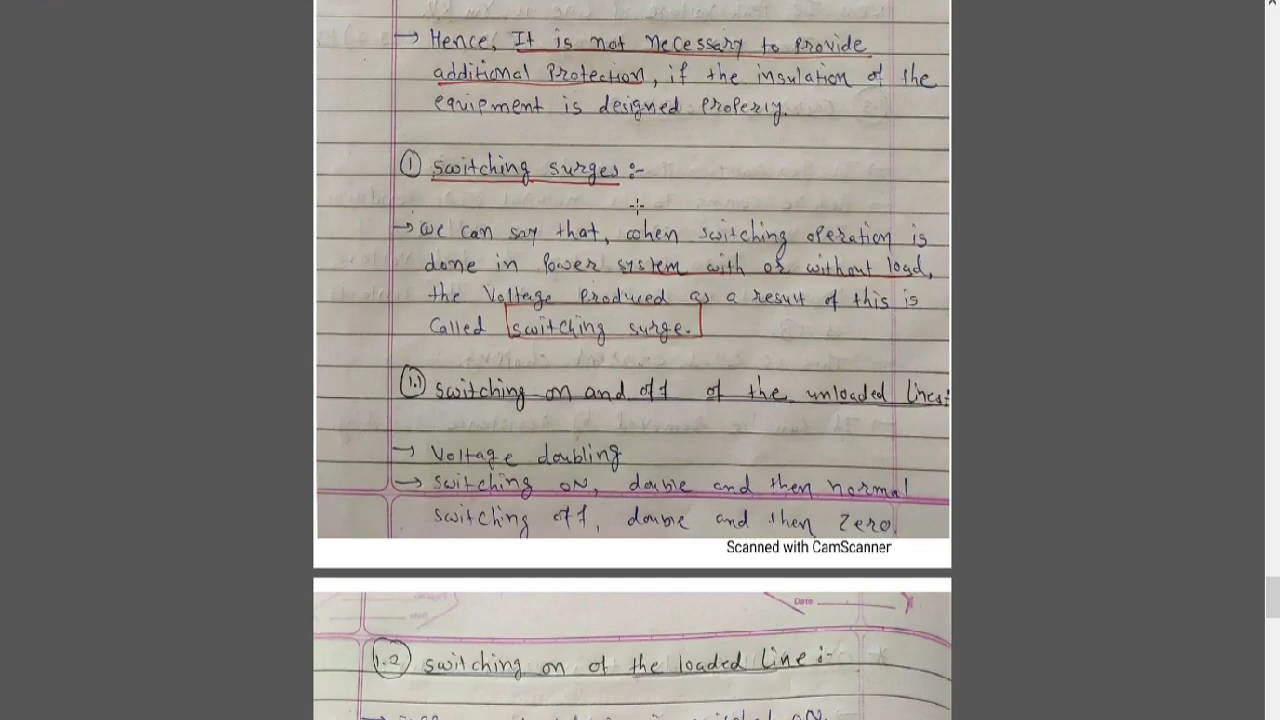 → Hence, It is not necessary to provide
additional protection, if the insulation of the
equipment is designed properly.
① switching surges :-
→ we can say that, when switching operation is
done in power system with or without load,
the voltage produced as a result of this is
called switching surge.
1.1 switching on and off of the unloaded lines:
→ Voltage doubling
→ switching ON, double and then normal
switching off, double and then zero.
Scanned with CamScanner
Date
1.2 switching on of the loaded line :-